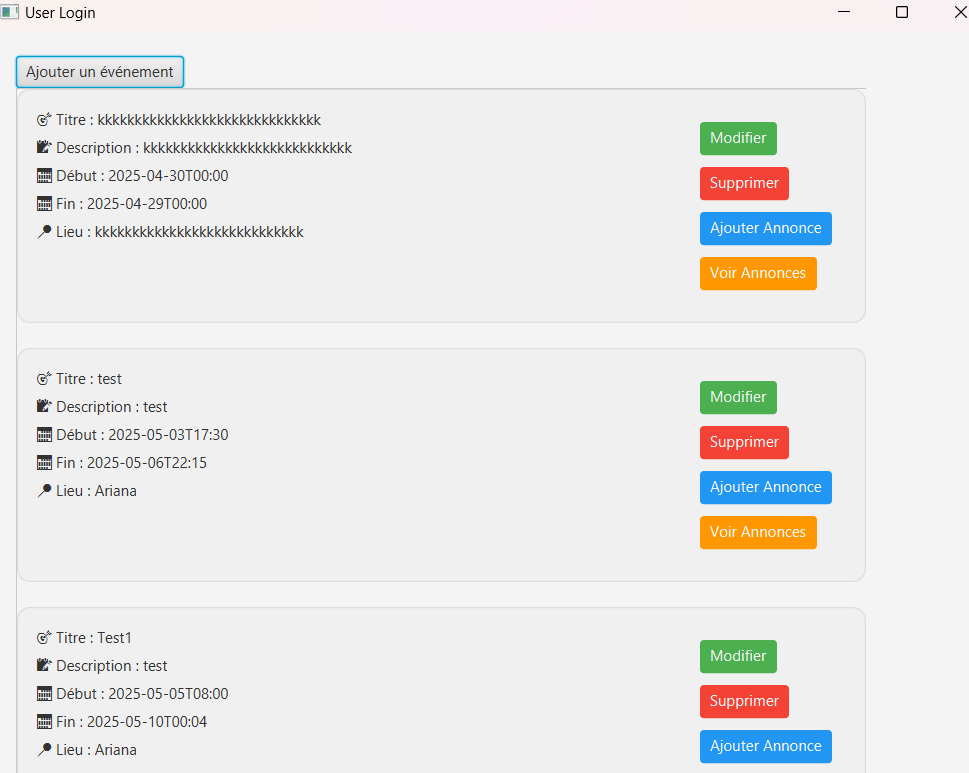 User Login
Ajouter un événement
Titre : kkkkkkkkkkkkkkkkkkkkkkkkkkkkkk
Description : kkkkkkkkkkkkkkkkkkkkkkkkkkkk
Début : 2025-04-30T00:00
Fin : 2025-04-29T00:00
Lieu : kkkkkkkkkkkkkkkkkkkkkkkkkkkk
Modifier
Supprimer
Ajouter Annonce
Voir Annonces
Titre : test
Description : test
Début : 2025-05-03T17:30
Fin : 2025-05-06T22:15
Lieu : Ariana
Modifier
Supprimer
Ajouter Annonce
Voir Annonces
Titre : Test1
Description : test
Début : 2025-05-05T08:00
Fin : 2025-05-10T00:04
Lieu : Ariana
Modifier
Supprimer
Ajouter Annonce